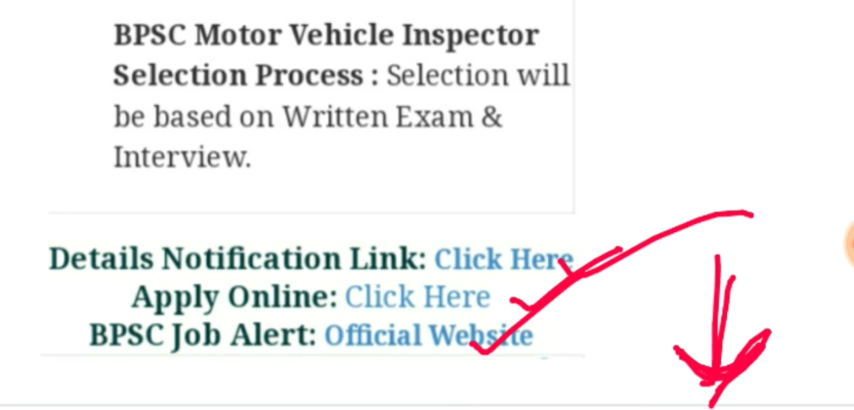 BPSC Motor Vehicle Inspector
Selection Process : Selection will
be based on Written Exam &
Interview.
Details Notification Link: Click Here
Apply Online: Click Here
BPSC Job Alert: Official Website